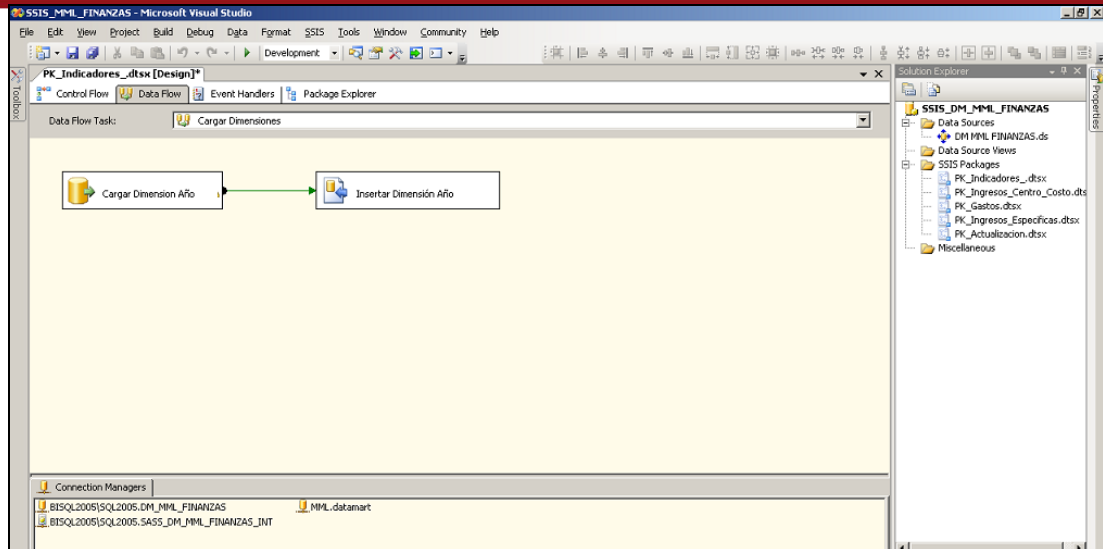 SSIS_MML_FINANZAS - Microsoft Visual Studio
File Edit View Project Build Debug Data Format SSIS Tools Window Community Help
Development
PK_Indicadores_.dtsx [Design]*
Control Flow Data Flow Event Handlers Package Explorer
Data Flow Task: Cargar Dimensiones
Cargar Dimension Año
Insertar Dimensión Año
Connection Managers
BISQL2005\SQL2005.DM_MML_FINANZAS MML.datamart
BISQL2005\SQL2005.SASS_DM_MML_FINANZAS_INT
Toolbox
Solution Explorer
SSIS_DM_MML_FINANZAS
Data Sources
DM MML FINANZAS.ds
Data Source Views
SSIS Packages
PK_Indicadores_.dtsx
PK_Ingresos_Centro_Costo.dts
PK_Gastos.dtsx
PK_Ingresos_Especificas.dtsx
PK_Actualizacion.dtsx
Miscellaneous
Properties